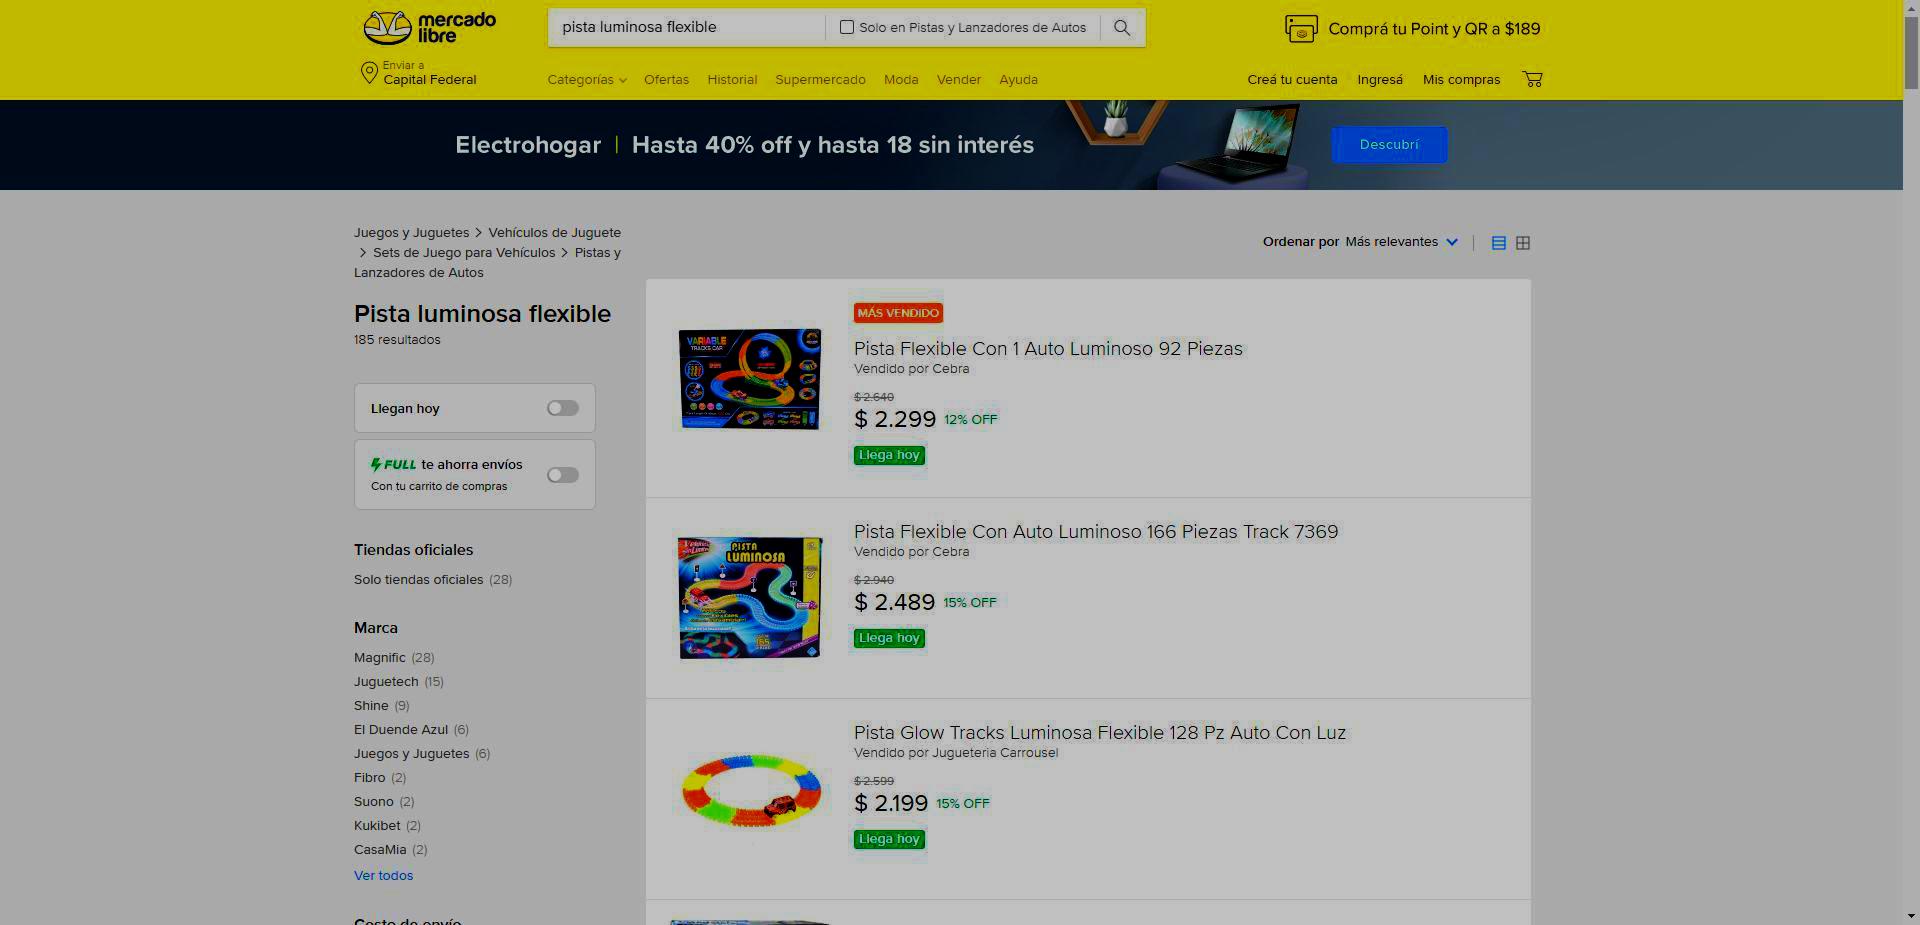 mercado
libre
pista luminosa flexible
Solo en Pistas y Lanzadores de Autos
Comprá tu Point y QR a $189
Enviar a
Capital Federal
Categorías
Ofertas
Historial
Supermercado
Moda
Vender
Ayuda
Creá tu cuenta
Ingresá
Mis compras
Electrohogar | Hasta 40% off y hasta 18 sin interés
Descubrí
Juegos y Juguetes > Vehículos de Juguete
> Sets de Juego para Vehículos > Pistas y
Lanzadores de Autos
Ordenar por Más relevantes
Pista luminosa flexible
185 resultados
Llegan hoy
FULL te ahorra envíos
Con tu carrito de compras
Tiendas oficiales
Solo tiendas oficiales (28)
Marca
Magnific (28)
Juguetech (15)
Shine (9)
El Duende Azul (6)
Juegos y Juguetes (6)
Fibro (2)
Suono (2)
Kukibet (2)
CasaMia (2)
Ver todos
Costo de envío
MÁS VENDIDO
VARIABLE
TRACKS CAR
Pista Flexible Con 1 Auto Luminoso 92 Piezas
Vendido por Cebra
$ 2.640
$ 2.299 12% OFF
Llega hoy
PISTA
LUMINOSA
Pista Flexible Con Auto Luminoso 166 Piezas Track 7369
Vendido por Cebra
$ 2.940
$ 2.489 15% OFF
Llega hoy
Pista Glow Tracks Luminosa Flexible 128 Pz Auto Con Luz
Vendido por Jugueteria Carrousel
$ 2.599
$ 2.199 15% OFF
Llega hoy